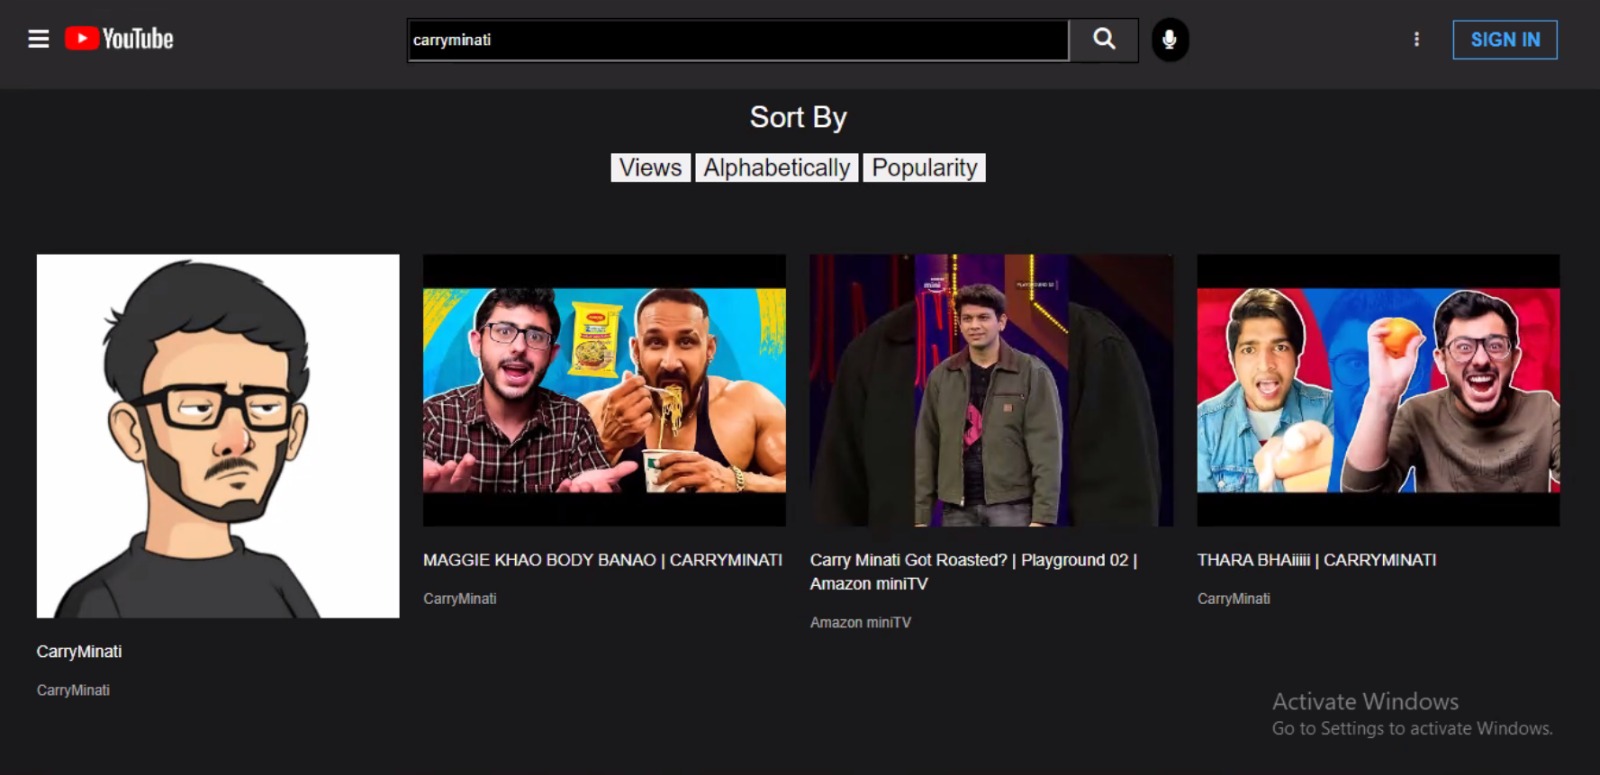 YouTube
carryminati
SIGN IN
Sort By
Views
Alphabetically
Popularity
MAGGIE KHAO BODY BANAO | CARRYMINATI
CarryMinati
Carry Minati Got Roasted? | Playground 02 |
Amazon miniTV
Amazon miniTV
THARA BHAiiiii | CARRYMINATI
CarryMinati
CarryMinati
CarryMinati
Activate Windows
Go to Settings to activate Windows.